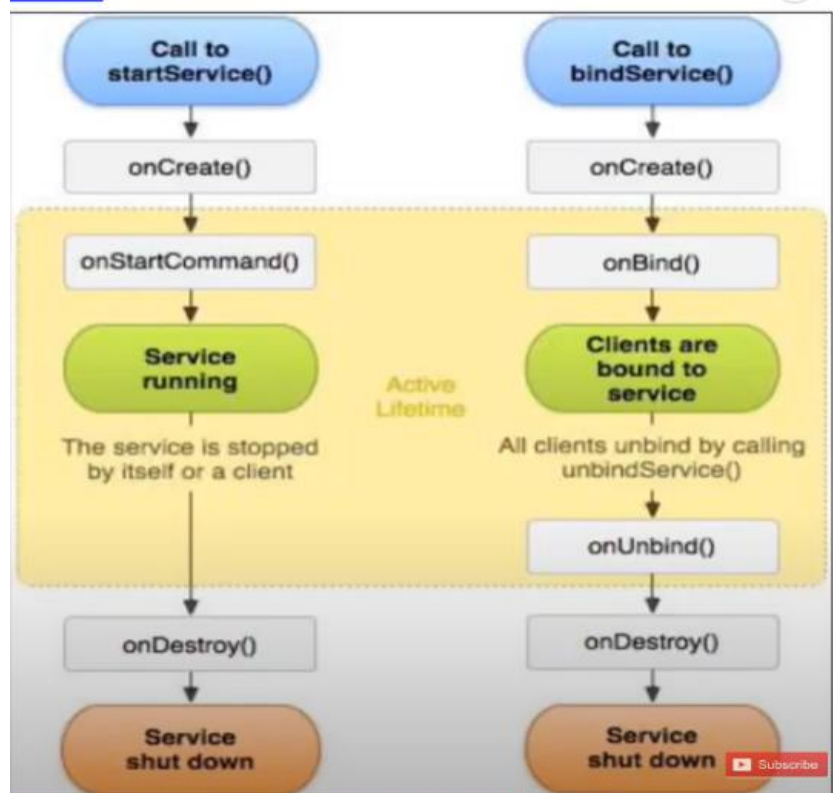 Call to
startService()
onCreate()
onStartCommand()
Service
running
The service is stopped
by itself or a client
onDestroy()
Service
shut down
Active
Lifetime
Call to
bindService()
onCreate()
onBind()
Clients are
bound to
service
All clients unbind by calling
unbindService()
onUnbind()
onDestroy()
Service
shut down
Subscribe